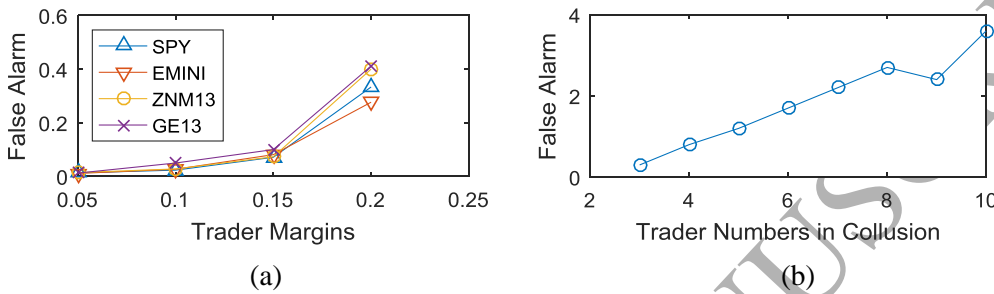 0.6
0.4
0.2
0
False Alarm
SPY
EMINI
ZNM13
GE13
0.05 0.1 0.15 0.2 0.25
Trader Margins
(a)
4
2
0
False Alarm
2 4 6 8 10
Trader Numbers in Collusion
(b)